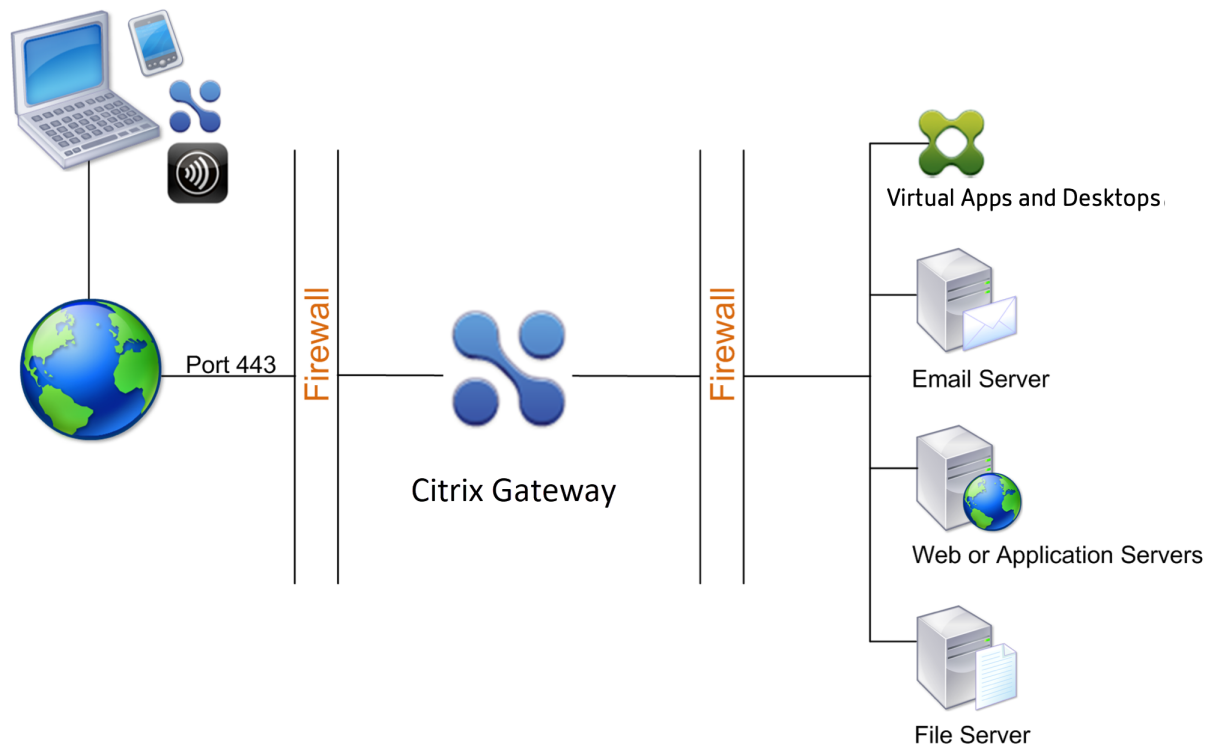 Port 443
Firewall
Citrix Gateway
Firewall
Virtual Apps and Desktops
Email Server
Web or Application Servers
File Server